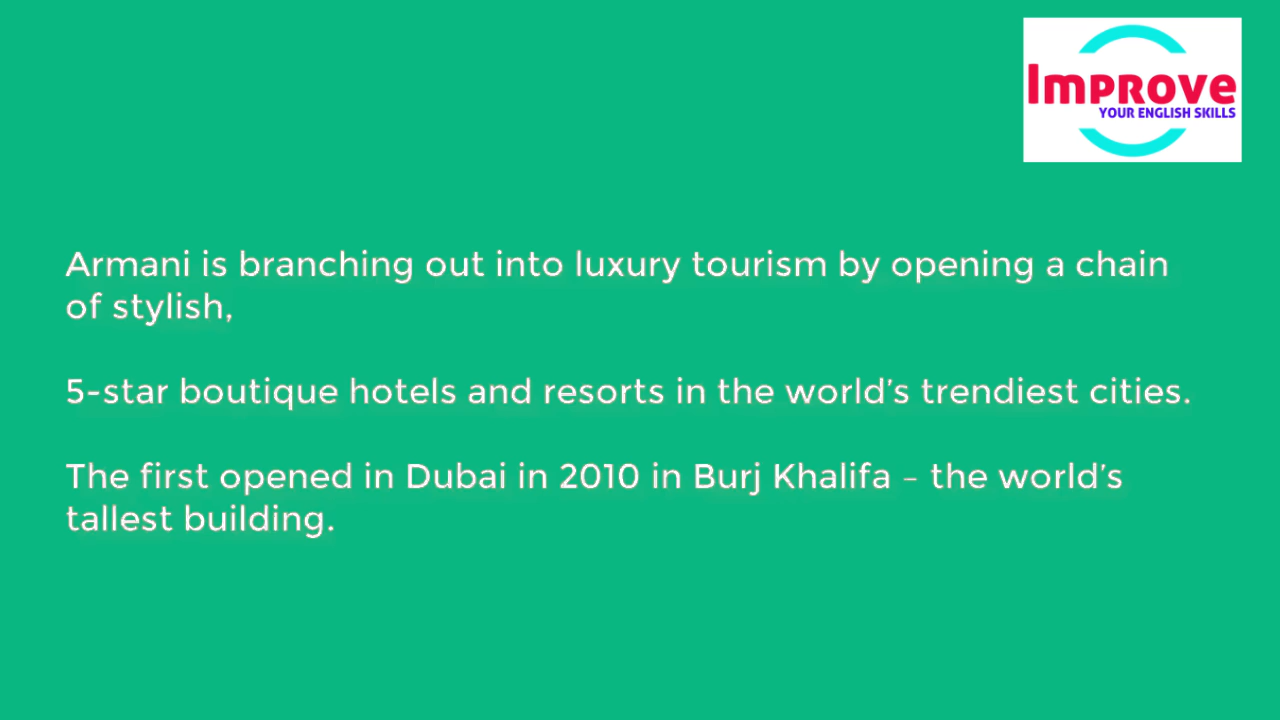 Improve
YOUR ENGLISH SKILLS
Armani is branching out into luxury tourism by opening a chain
of stylish,
5-star boutique hotels and resorts in the world's trendiest cities.
The first opened in Dubai in 2010 in Burj Khalifa – the world's
tallest building.